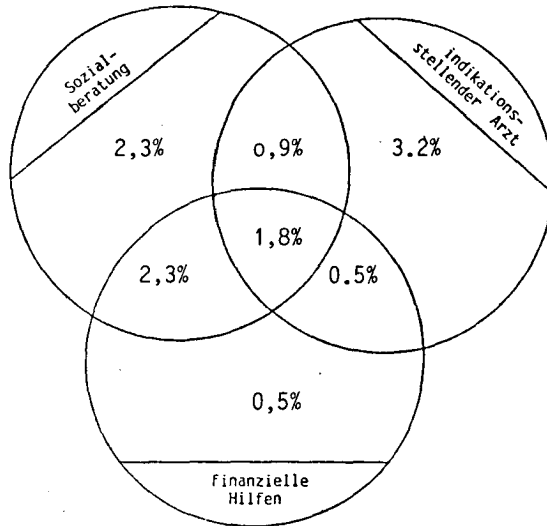 Sozial-
beratung
indikations-
stellender Arzt
2,3%
o,9%
3.2%
1,8%
2,3%
0.5%
0,5%
Finanzielle
Hilfen